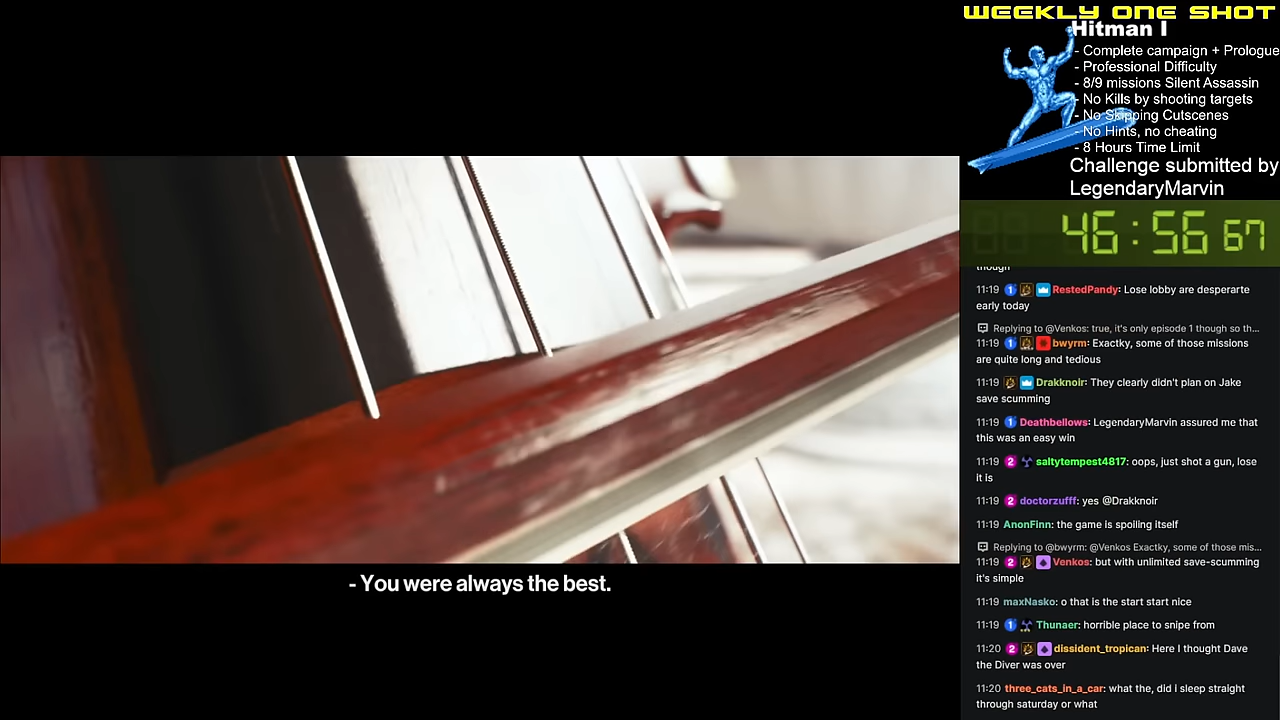 WEEKLY ONE SHOT
Hitman I
- Complete campaign + Prologue
- Professional Difficulty
- 8/9 missions Silent Assassin
- No Kills by shooting targets
- No Skipping Cutscenes
- No Hints, no cheating
- 8 Hours Time Limit
Challenge submitted by
LegendaryMarvin
46:56 67
though
11:19 1 RestedPandy: Lose lobby are desperarte
early today
Replying to @Venkos: true, it's only episode 1 though so th...
11:19 1 bwyrm: Exactky, some of those missions
are quite long and tedious
11:19 Drakknoir: They clearly didn't plan on Jake
save scumming
11:19 1 Deathbellows: LegendaryMarvin assured me that
this was an easy win
11:19 2 saltytempest4817: oops, just shot a gun, lose
it is
11:19 2 doctorzufff: yes @Drakknoir
11:19 AnonFinn: the game is spoiling itself
Replying to @bwyrm: @Venkos Exactky, some of those mis...
11:19 2 Venkos: but with unlimited save-scumming
it's simple
11:19 maxNasko: o that is the start start nice
11:19 1 Thunaer: horrible place to snipe from
11:20 2 dissident_tropican: Here I thought Dave
the Diver was over
11:20 three_cats_in_a_car: what the, did i sleep straight
through saturday or what
- You were always the best.